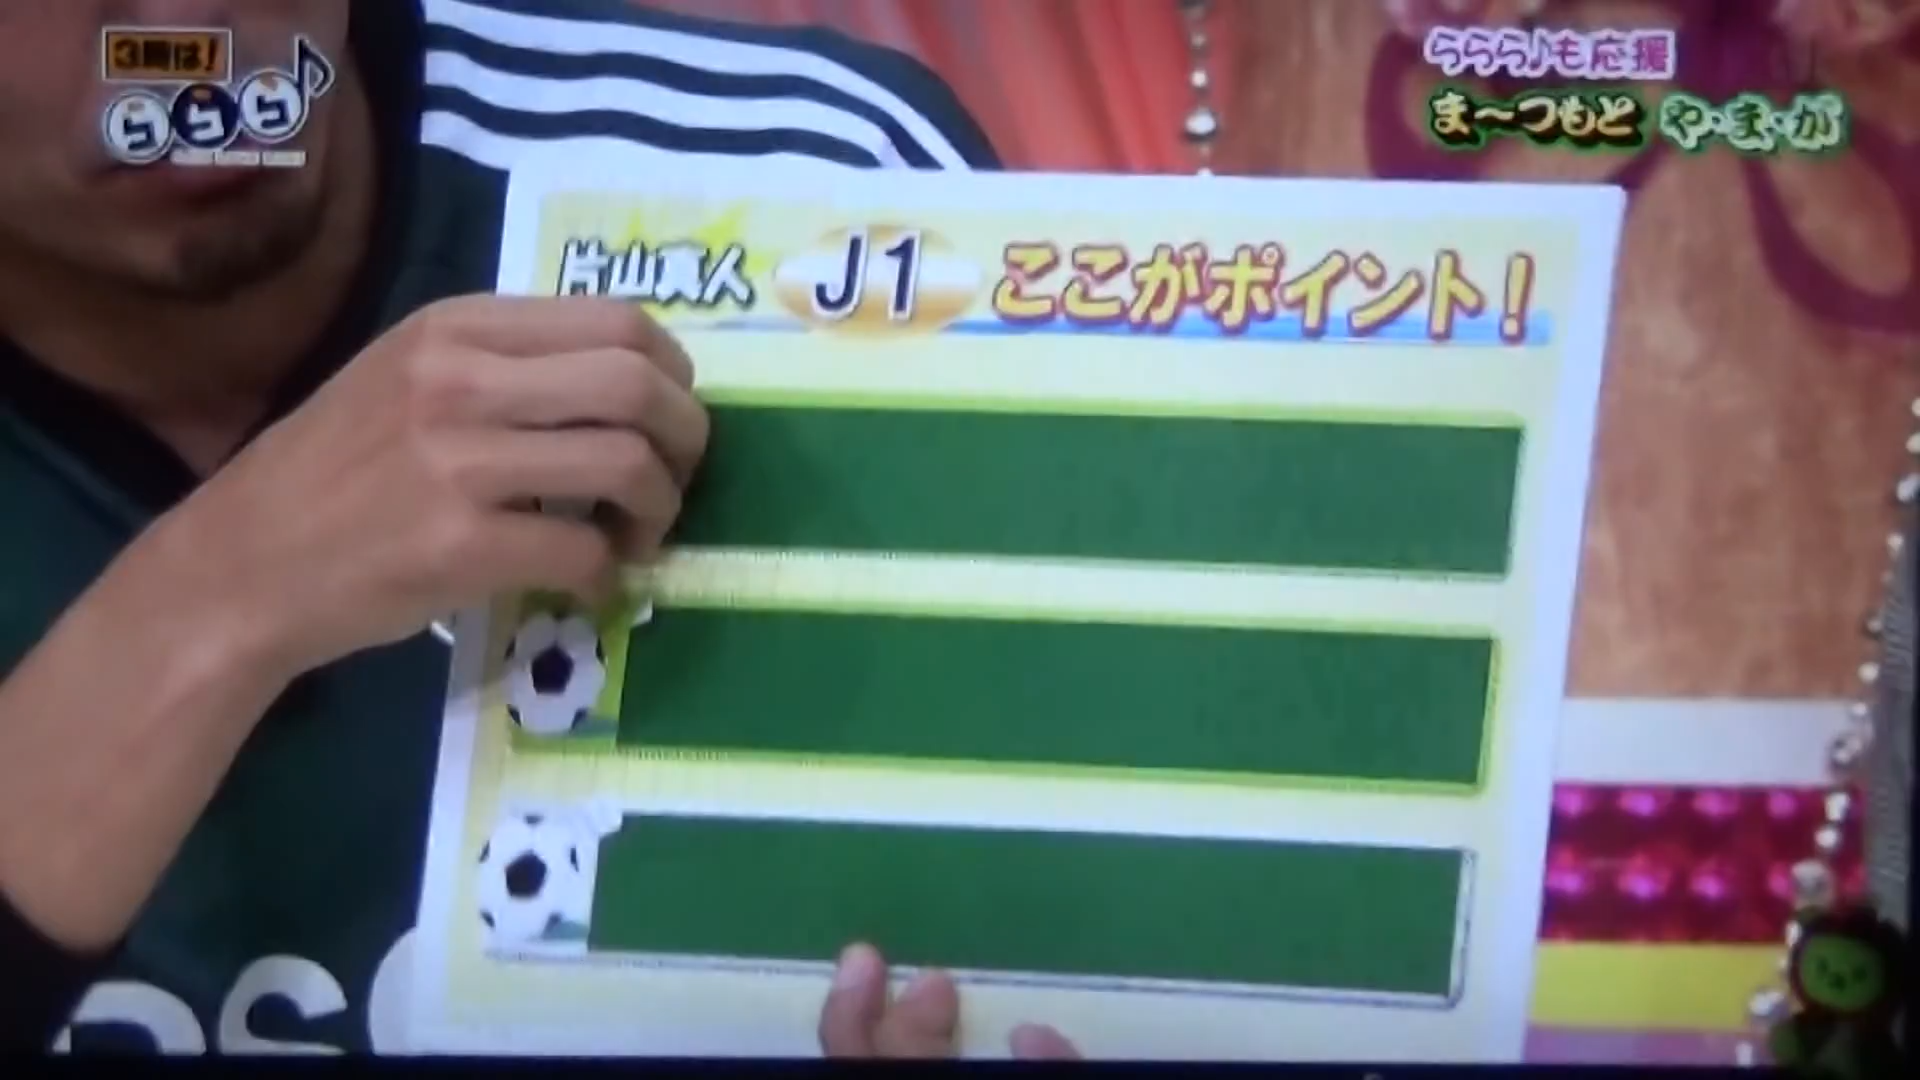 3時は!
ららら♪
ららら♪も応援
ま〜つもと や・ま・が
片山真人 J1 ここがポイント!